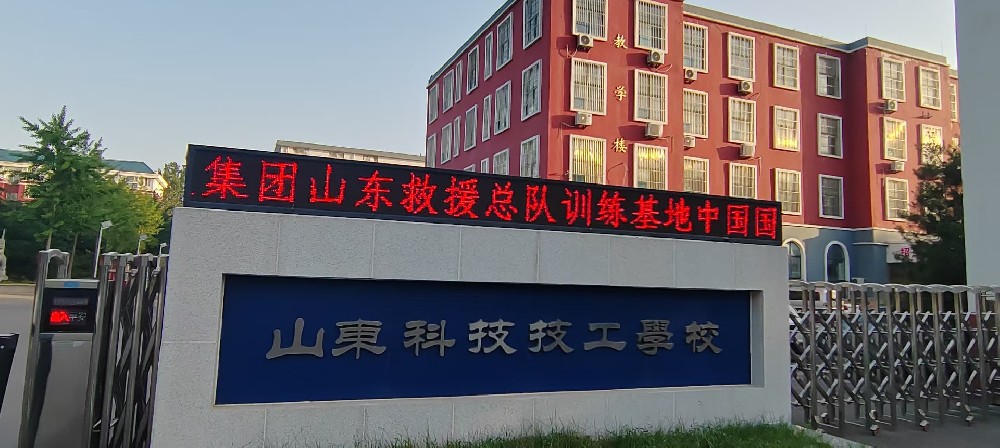 教学楼
集团山东救援总队训练基地中国国
山東科技技工學校